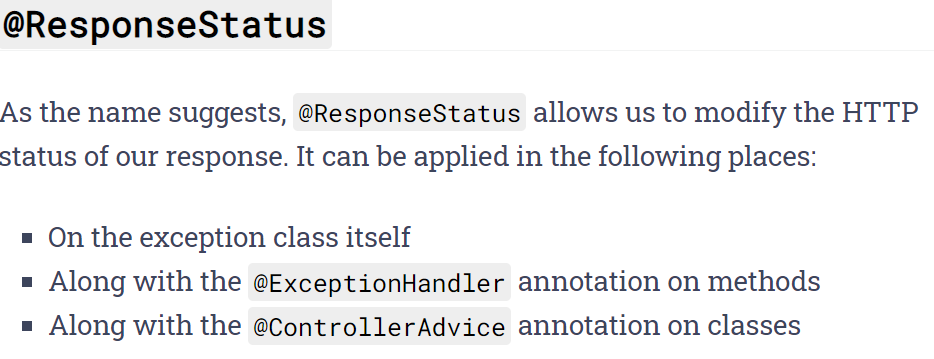 @ResponseStatus
As the name suggests, @ResponseStatus allows us to modify the HTTP
status of our response. It can be applied in the following places:
▪ On the exception class itself
▪ Along with the @ExceptionHandler annotation on methods
▪ Along with the @ControllerAdvice annotation on classes